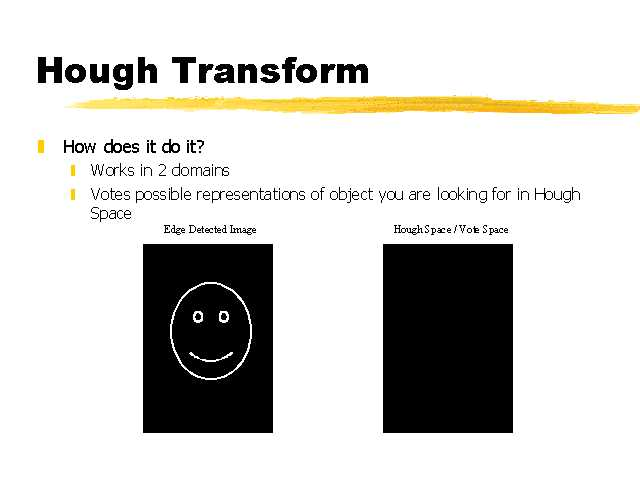 Hough Transform
How does it do it?
Works in 2 domains
Votes possible representations of object you are looking for in Hough
Space
Edge Detected Image
Hough Space / Vote Space